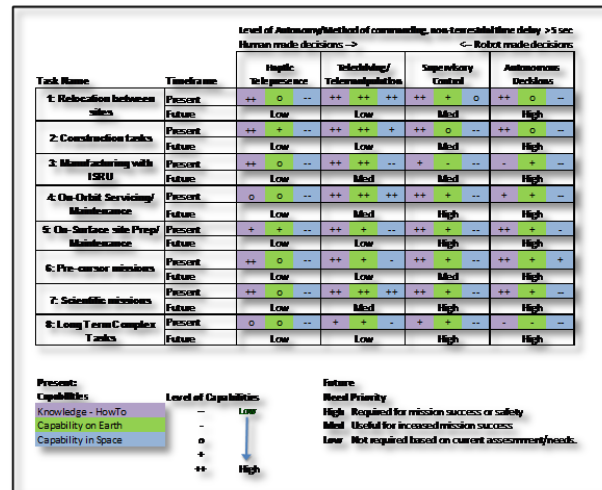 Level of Autonomy/Method of commanding, non-terrestrial time delay >5 sec
Human made decisions --> <-- Robot made decisions
Task Name Timeframe Haptic Telepresence Teledriving/ Telemanipulation Supervisory Control Autonomous Decisions
1: Relocation between sites Present ++ o -- ++ ++ ++ ++ + o ++ o --
Future Low Low Med High
2: Construction tasks Present ++ + -- ++ ++ + ++ o -- ++ o --
Future Low Low Med High
3: Manufacturing with ISRU Present ++ o -- ++ ++ -- + - -- - + --
Future Low Med Med High
4: On-Orbit Servicing/ Maintenance Present o o -- ++ ++ ++ ++ + -- + + --
Future Low Med High High
5: On-Surface site Prep/ Maintenance Present + + -- ++ + -- ++ + -- ++ + -
Future Low Low High High
6: Pre-cursor missions Present ++ o -- ++ + - ++ + -- ++ + +
Future Low Low Med High
7: Scientific missions Present ++ o -- ++ ++ ++ ++ + -- ++ o --
Future Low Med High High
8: Long Term Complex Tasks Present o o -- + + - + + -- - - --
Future Low Low High High
Present: Future
Capabilities Level of Capabilities Need Priority
Knowledge - HowTo -- Low High Required for mission success or safety
Capability on Earth - Med Useful for inceased mission success
Capability in Space o Low Not required based on current assesmment/needs.
+
++ High